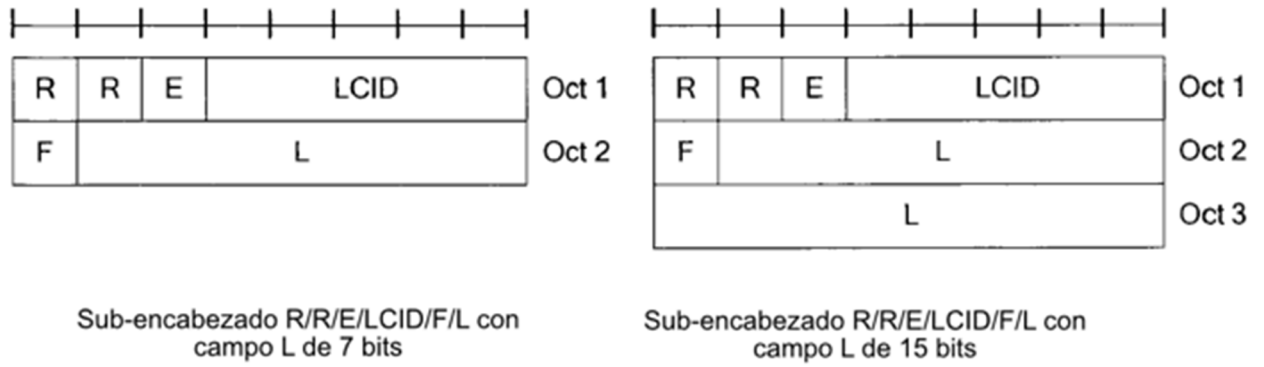 R R E LCID Oct 1
F L Oct 2
Sub-encabezado R/R/E/LCID/F/L con
campo L de 7 bits
R R E LCID Oct 1
F L Oct 2
L Oct 3
Sub-encabezado R/R/E/LCID/F/L con
campo L de 15 bits